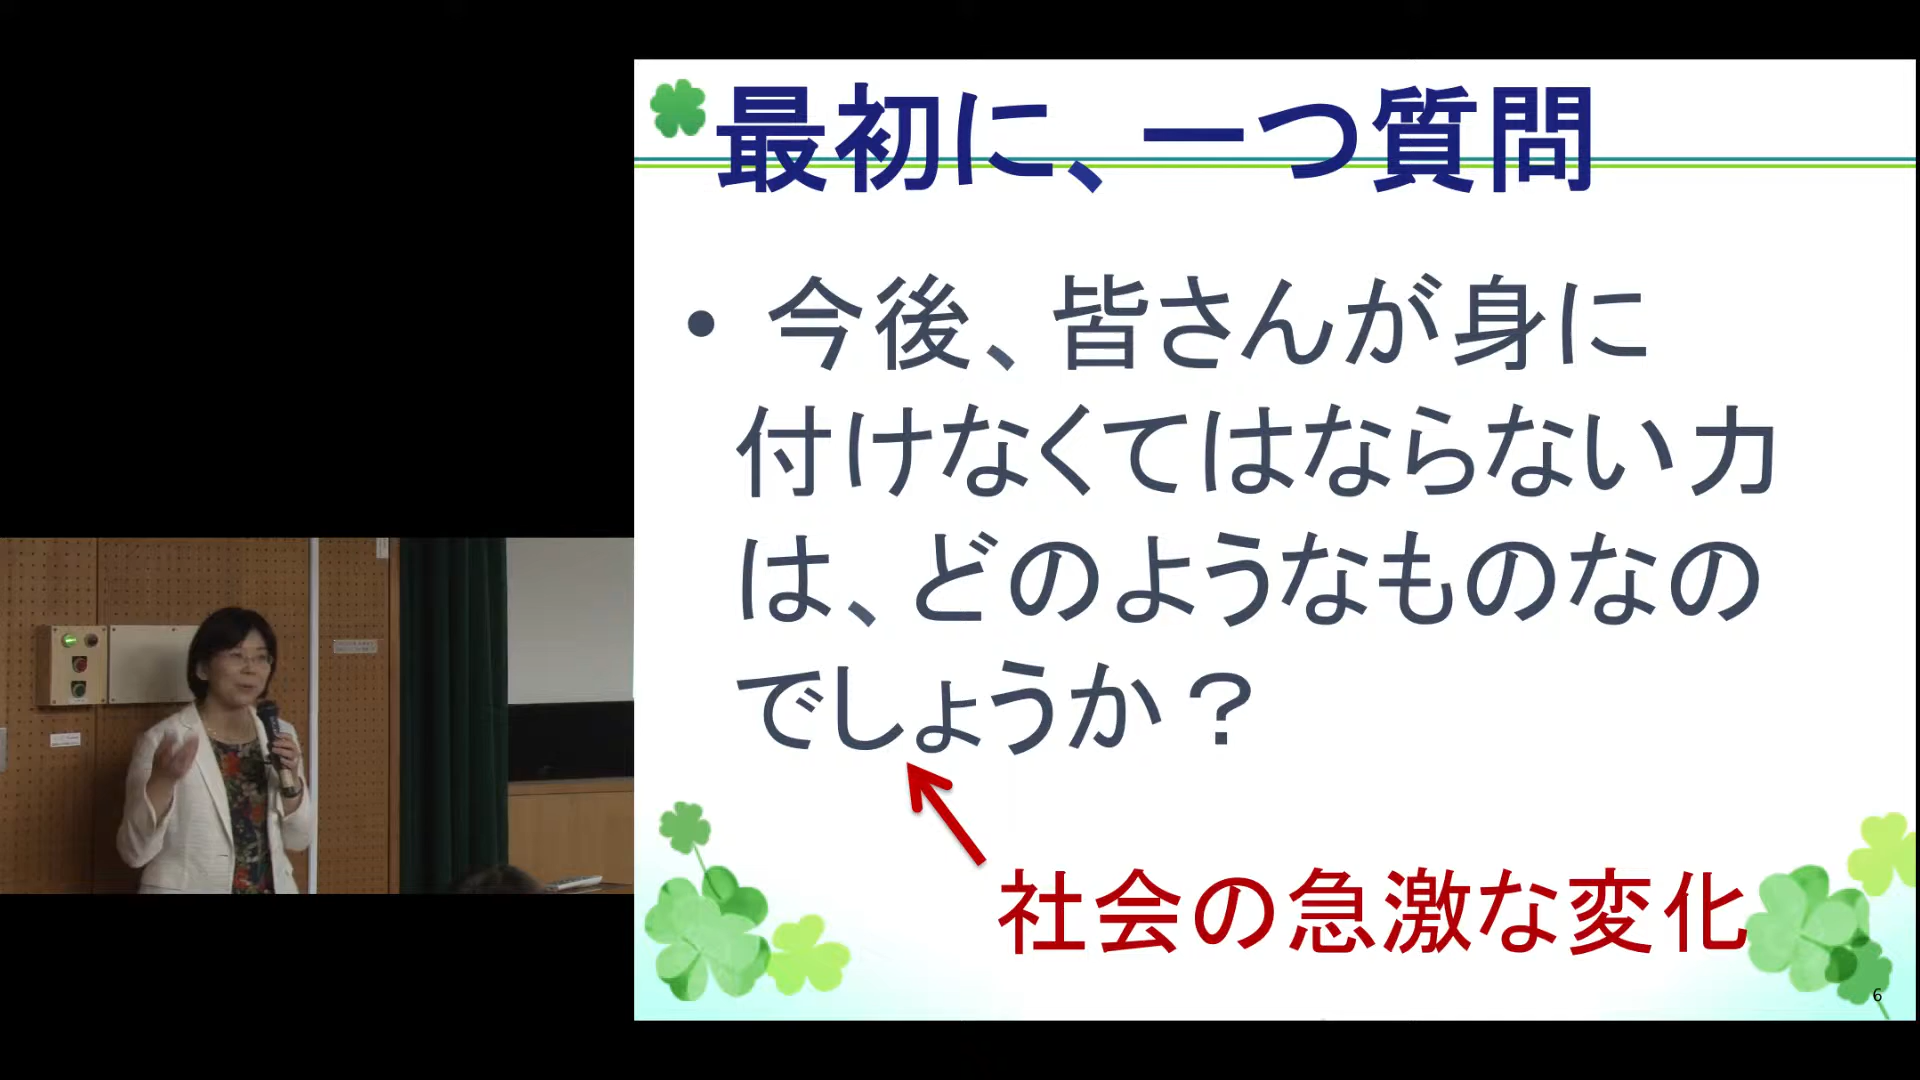 最初に、一つ質問
• 今後、皆さんが身に
付けなくてはならない力
は、どのようなものなの
でしょうか？
社会の急激な変化
6